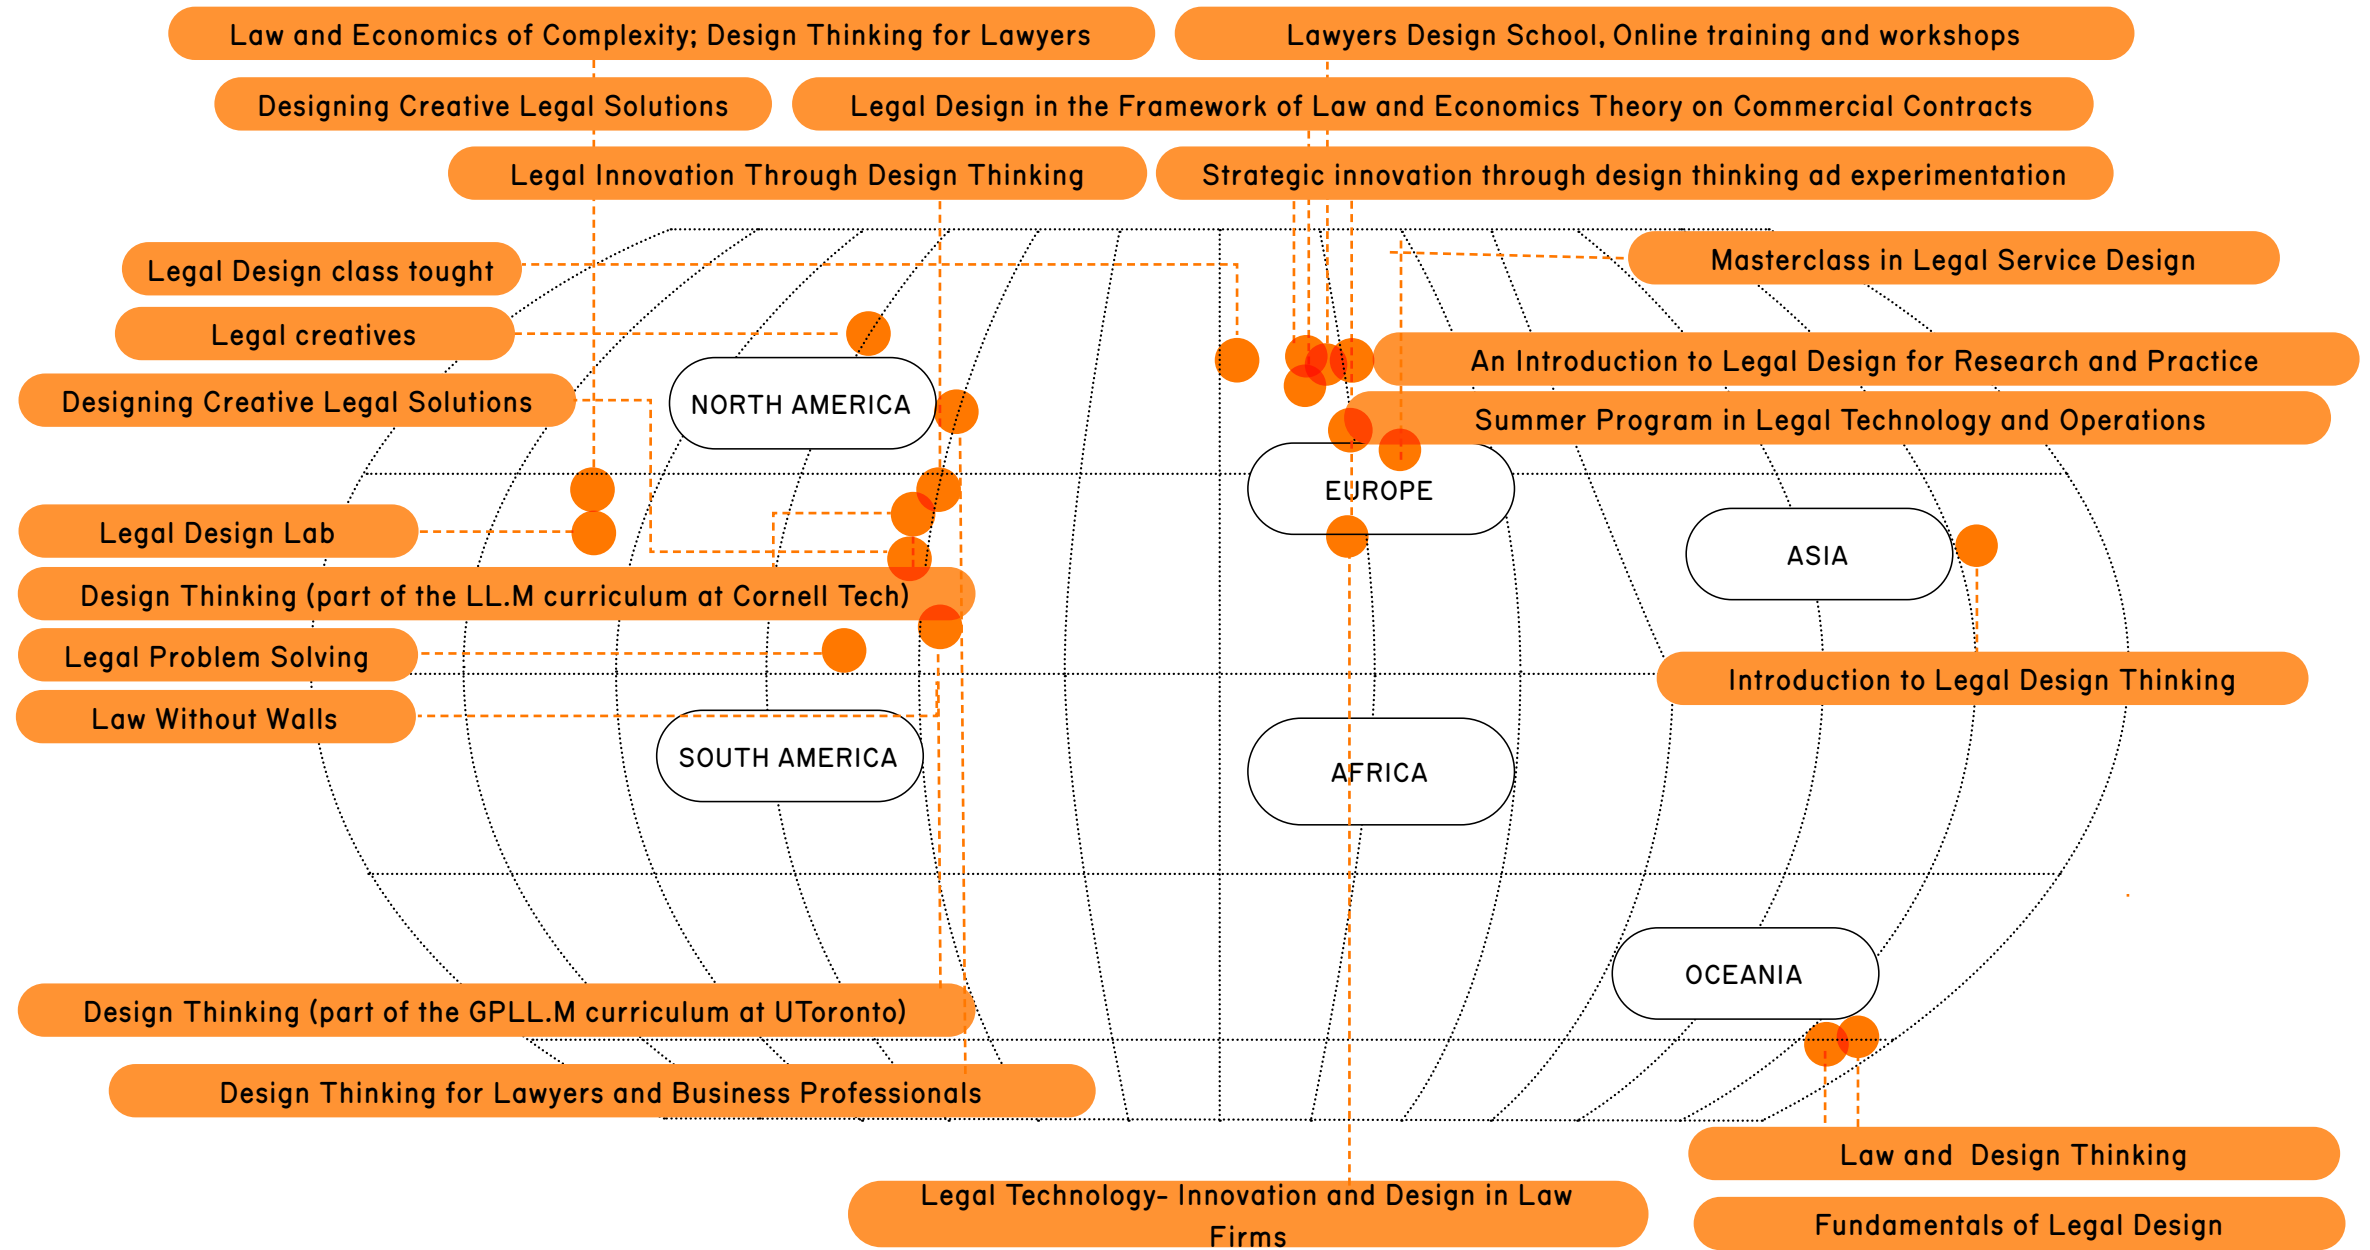 Law and Economics of Complexity; Design Thinking for Lawyers
Lawyers Design School, Online training and workshops
Designing Creative Legal Solutions
Legal Design in the Framework of Law and Economics Theory on Commercial Contracts
Legal Innovation Through Design Thinking
Strategic innovation through design thinking ad experimentation
Legal Design class tought
Masterclass in Legal Service Design
Legal creatives
An Introduction to Legal Design for Research and Practice
Designing Creative Legal Solutions
NORTH AMERICA
Summer Program in Legal Technology and Operations
EUROPE
Legal Design Lab
ASIA
Design Thinking (part of the LL.M curriculum at Cornell Tech)
Legal Problem Solving
Introduction to Legal Design Thinking
Law Without Walls
SOUTH AMERICA
AFRICA
OCEANIA
Design Thinking (part of the GPLL.M curriculum at UToronto)
Design Thinking for Lawyers and Business Professionals
Law and  Design Thinking
Legal Technology- Innovation and Design in Law
Firms
Fundamentals of Legal Design